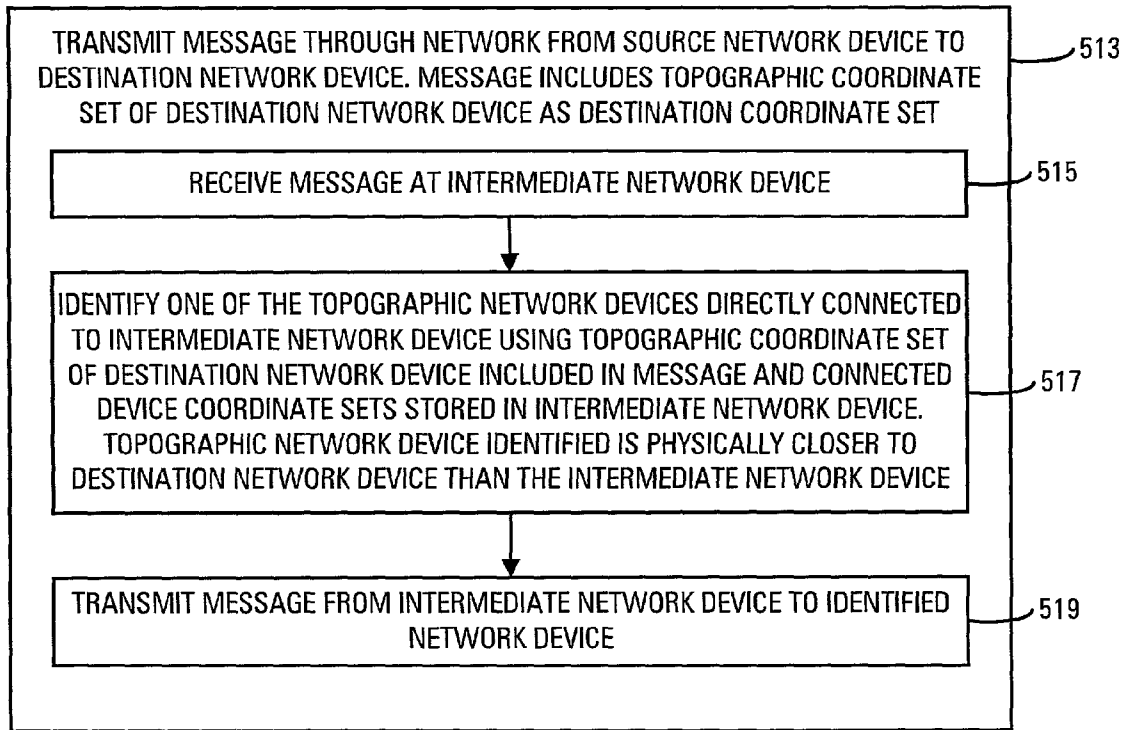 TRANSMIT MESSAGE THROUGH NETWORK FROM SOURCE NETWORK DEVICE TO
DESTINATION NETWORK DEVICE. MESSAGE INCLUDES TOPOGRAPHIC COORDINATE
SET OF DESTINATION NETWORK DEVICE AS DESTINATION COORDINATE SET
513
RECEIVE MESSAGE AT INTERMEDIATE NETWORK DEVICE
515
IDENTIFY ONE OF THE TOPOGRAPHIC NETWORK DEVICES DIRECTLY CONNECTED
TO INTERMEDIATE NETWORK DEVICE USING TOPOGRAPHIC COORDINATE SET
OF DESTINATION NETWORK DEVICE INCLUDED IN MESSAGE AND CONNECTED
DEVICE COORDINATE SETS STORED IN INTERMEDIATE NETWORK DEVICE.
TOPOGRAPHIC NETWORK DEVICE IDENTIFIED IS PHYSICALLY CLOSER TO
DESTINATION NETWORK DEVICE THAN THE INTERMEDIATE NETWORK DEVICE
517
TRANSMIT MESSAGE FROM INTERMEDIATE NETWORK DEVICE TO IDENTIFIED
NETWORK DEVICE
519